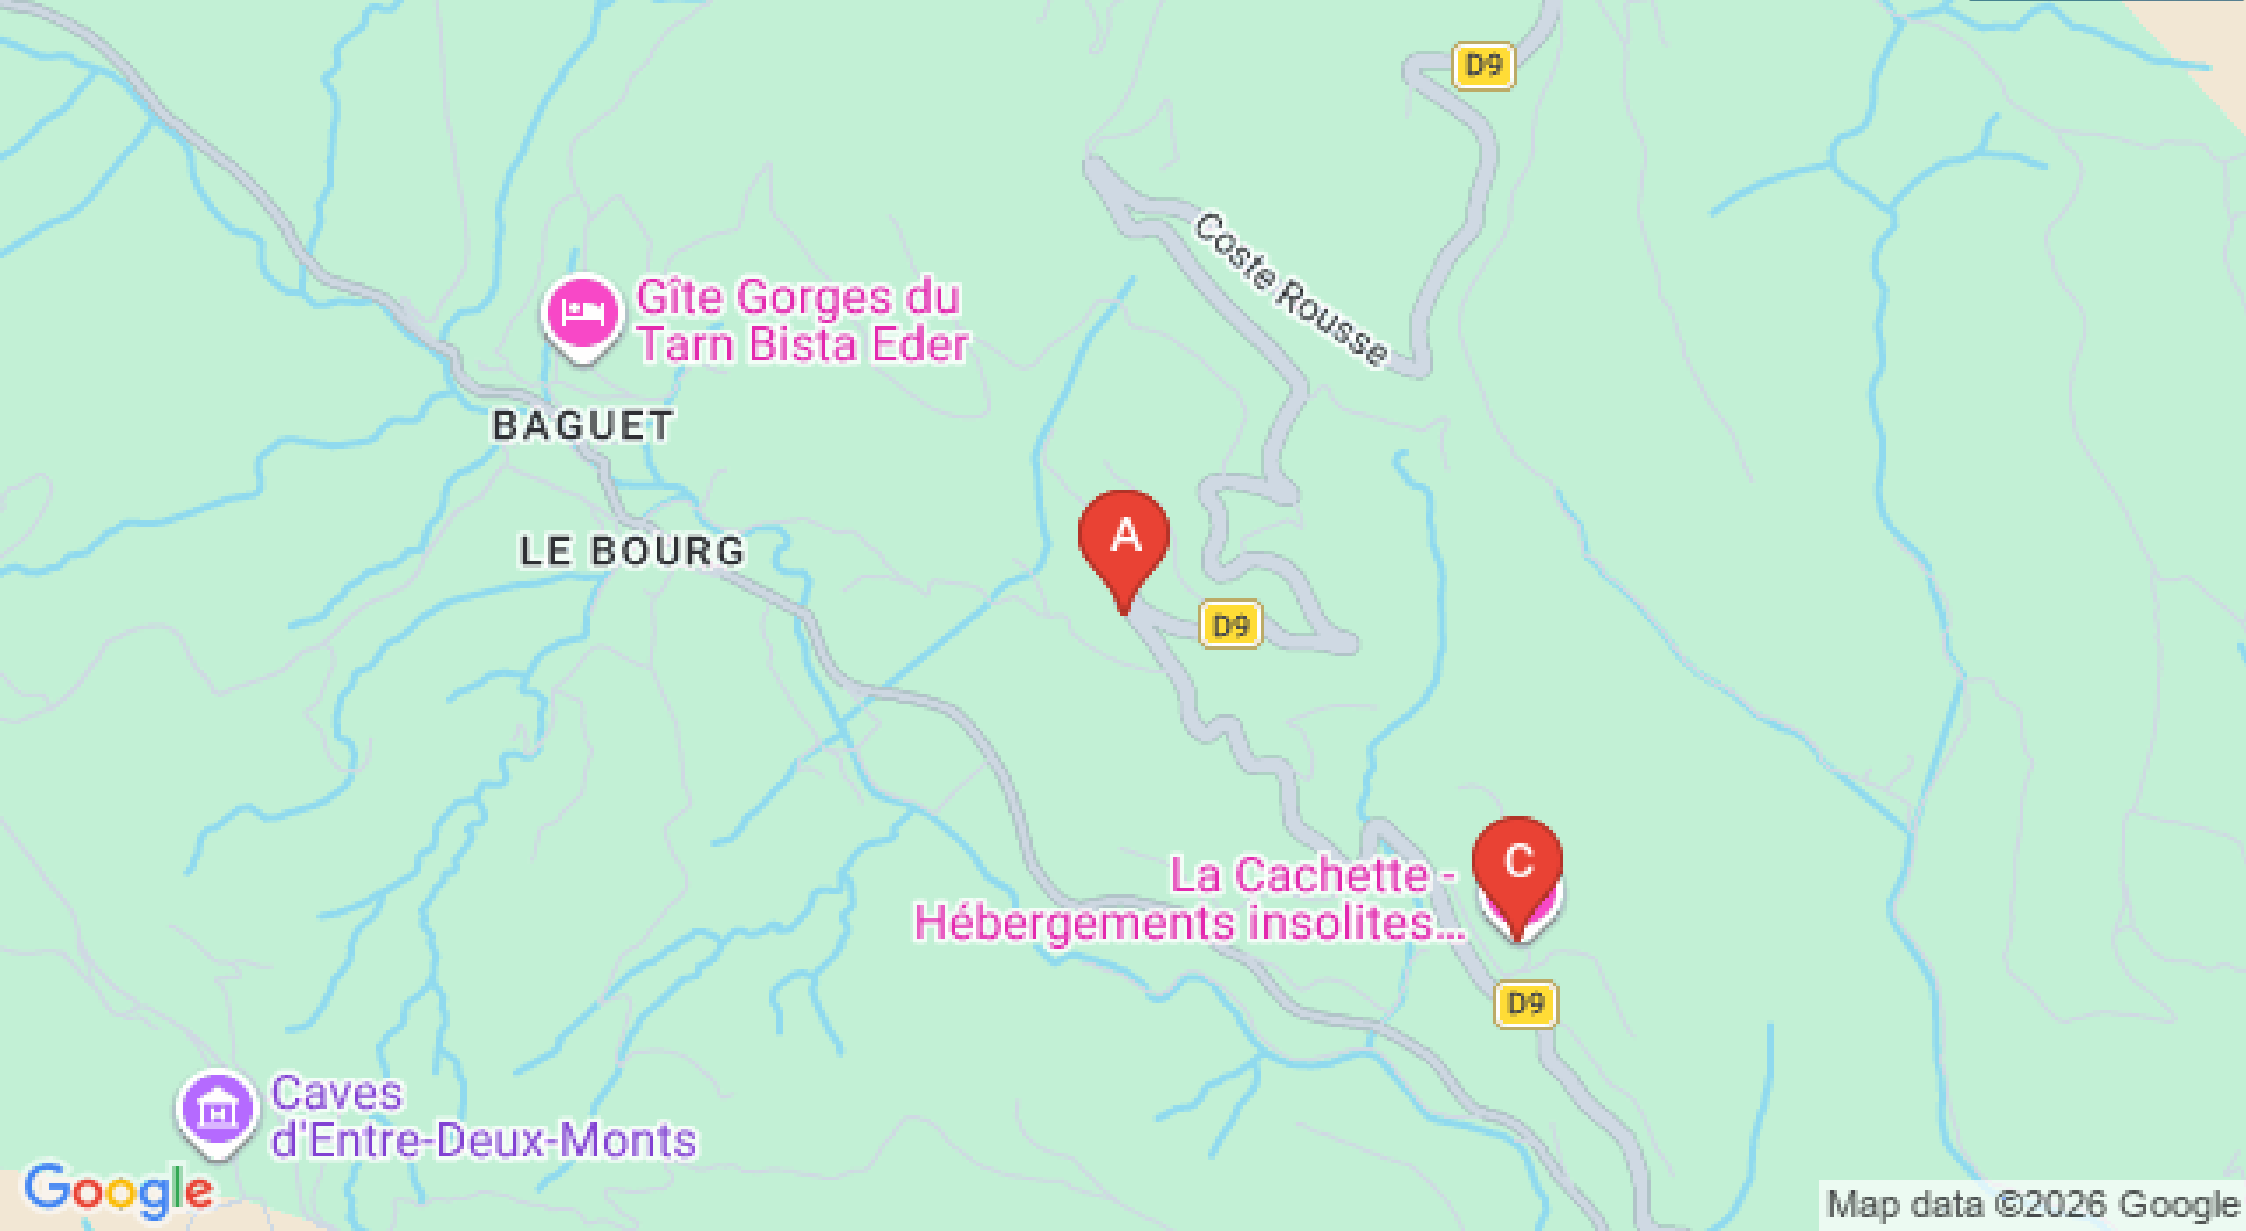 D9
Coste Rousse
Gîte Gorges du
Tarn Bista Eder
BAGUET
A
LE BOURG
D9
C
La Cachette -
Hébergements insolites...
D9
Caves
d'Entre-Deux-Monts
Google
Map data ©2026 Google